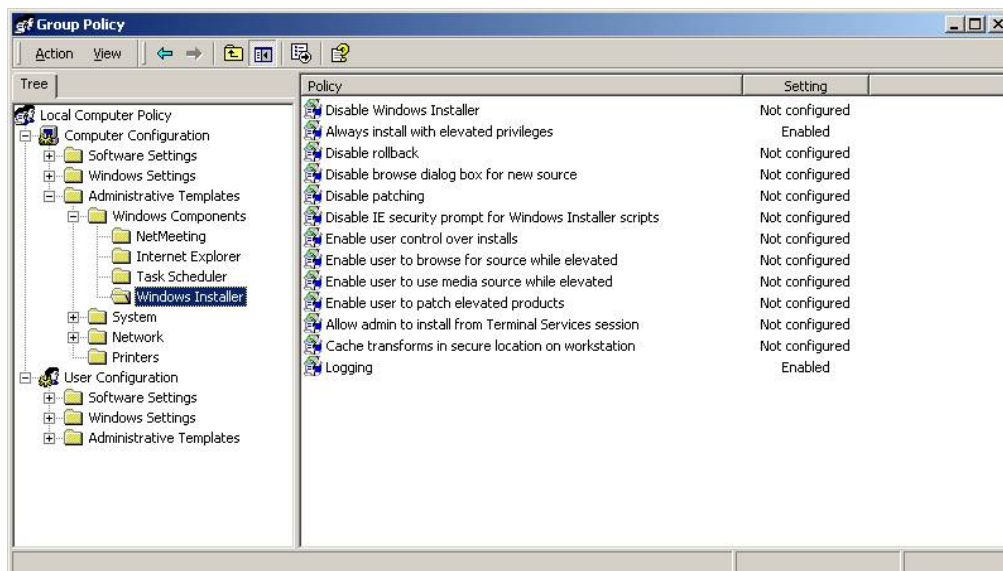 Group Policy
Action View
Tree
Local Computer Policy
Computer Configuration
Software Settings
Windows Settings
Administrative Templates
Windows Components
NetMeeting
Internet Explorer
Task Scheduler
Windows Installer
System
Network
Printers
User Configuration
Software Settings
Windows Settings
Administrative Templates
Policy Setting
Disable Windows Installer Not configured
Always install with elevated privileges Enabled
Disable rollback Not configured
Disable browse dialog box for new source Not configured
Disable patching Not configured
Disable IE security prompt for Windows Installer scripts Not configured
Enable user control over installs Not configured
Enable user to browse for source while elevated Not configured
Enable user to use media source while elevated Not configured
Enable user to patch elevated products Not configured
Allow admin to install from Terminal Services session Not configured
Cache transforms in secure location on workstation Not configured
Logging Enabled